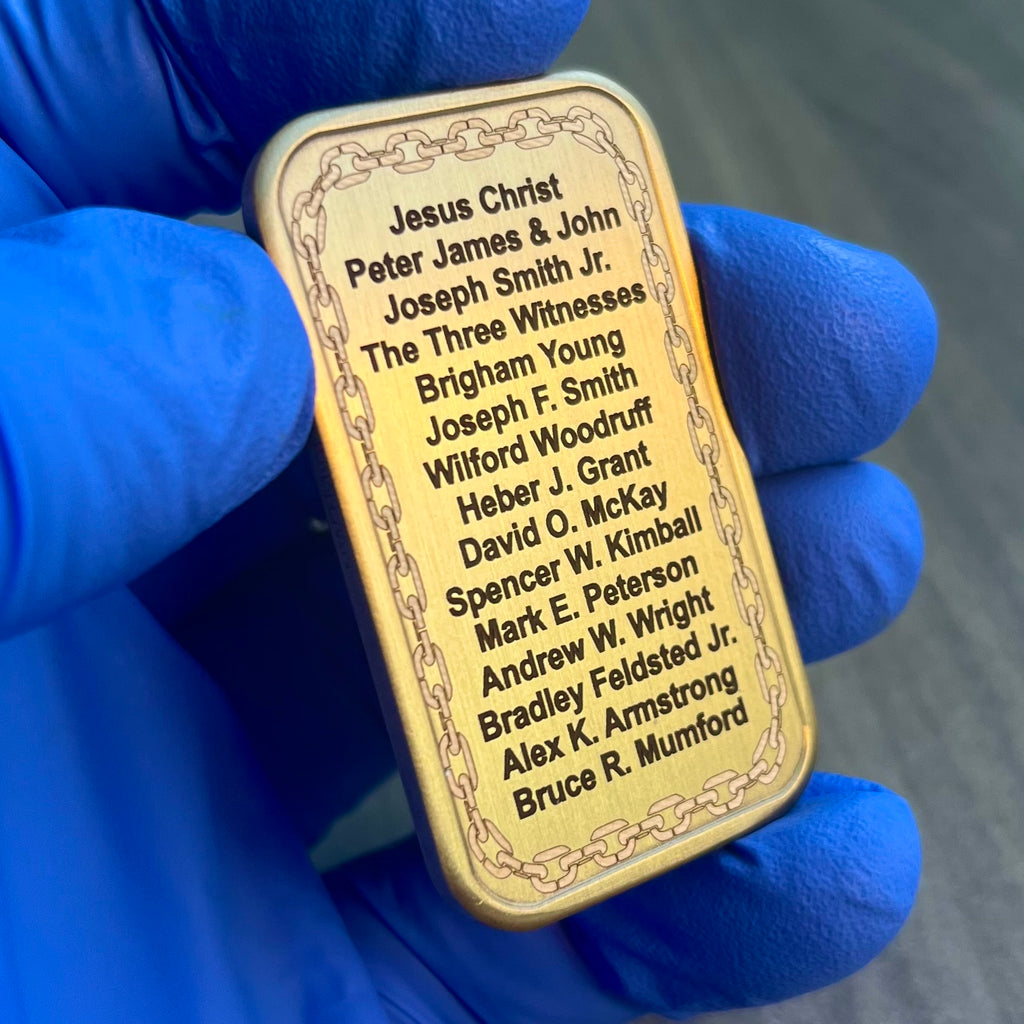 Jesus Christ
Peter James & John
Joseph Smith Jr.
The Three Witnesses
Brigham Young
Joseph F. Smith
Wilford Woodruff
Heber J. Grant
David O. McKay
Spencer W. Kimball
Mark E. Peterson
Andrew W. Wright
Bradley Feldsted Jr.
Alex K. Armstrong
Bruce R. Mumford